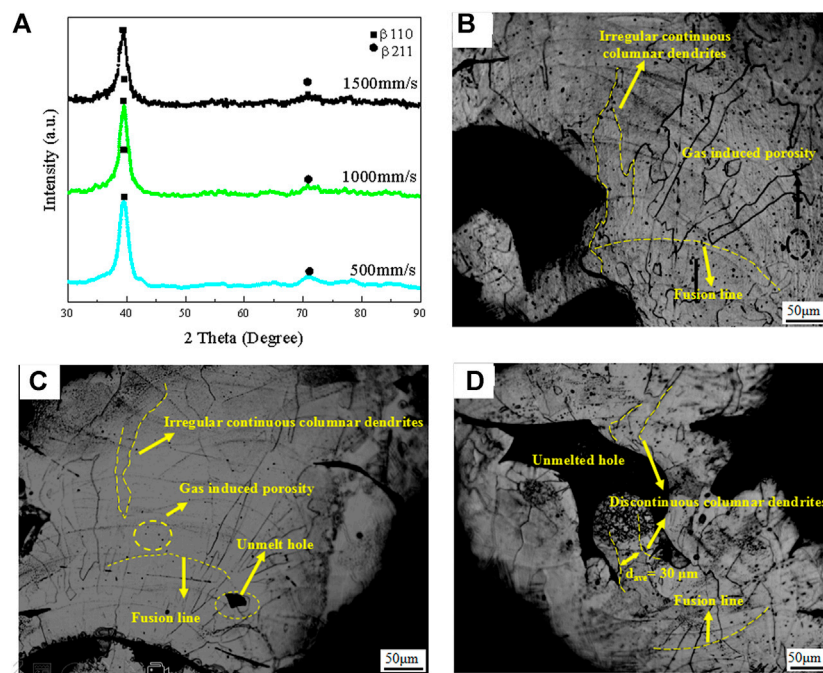 A
■ β 110
● β 211
1500mm/s
1000mm/s
500mm/s
Intensity (a.u.)
30 40 50 60 70 80 90
2 Theta (Degree)
B
Irregular continuous
columnar dendrites
Gas induced porosity
Fusion line
50μm
C
Irregular continuous columnar dendrites
Gas induced porosity
Unmelt hole
Fusion line
50μm
D
Unmelted hole
Discontinuous columnar dendrites
dave= 30 μm
Fusion line
50μm